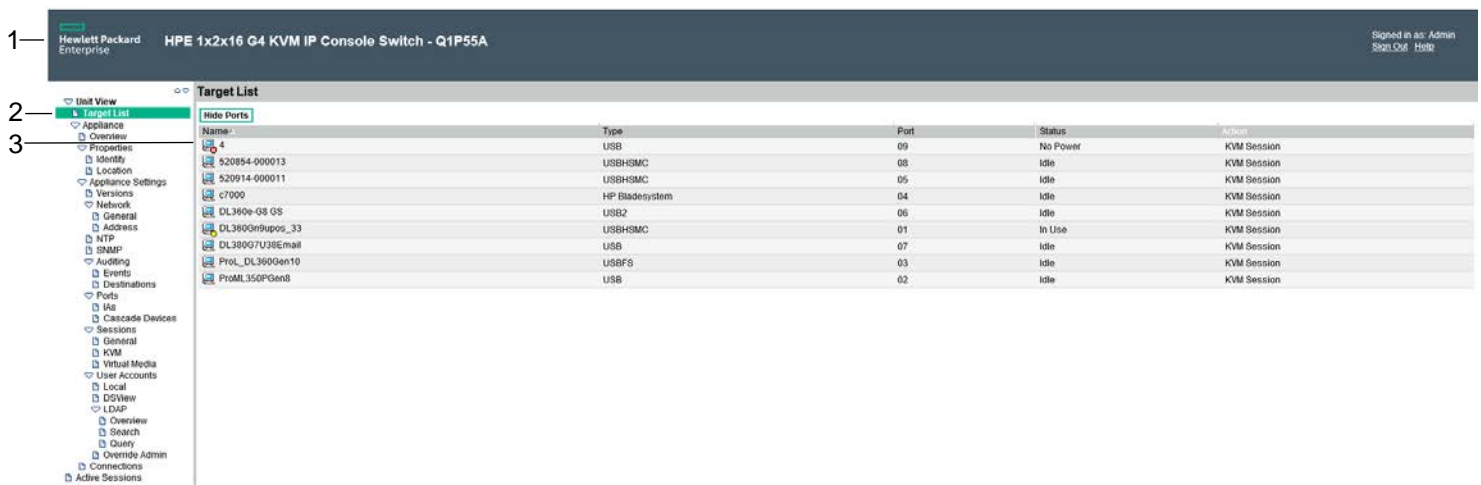 1
Hewlett Packard
Enterprise
HPE 1x2x16 G4 KVM IP Console Switch - Q1P55A
Signed in as: Admin
Sign Out Help
2
3
Unit View
Target List
Appliance
Overview
Properties
Identity
Location
Appliance Settings
Versions
Network
General
Address
NTP
SNMP
Auditing
Events
Destinations
Ports
IAs
Cascade Devices
Sessions
General
KVM
Virtual Media
User Accounts
Local
DSView
LDAP
Overview
Search
Query
Override Admin
Connections
Active Sessions
Target List
Hide Ports
Name Type Port Status Action
4 USB 09 No Power KVM Session
520854-000013 USBHSMC 08 Idle KVM Session
520914-000011 USBHSMC 05 Idle KVM Session
c7000 HP Bladesystem 04 Idle KVM Session
DL360e-G8 GS USB2 06 Idle KVM Session
DL360Gn9upos_33 USBHSMC 01 In Use KVM Session
DL380G7U38Email USB 07 Idle KVM Session
ProL_DL360Gen10 USBFS 03 Idle KVM Session
ProML350PGen8 USB 02 Idle KVM Session